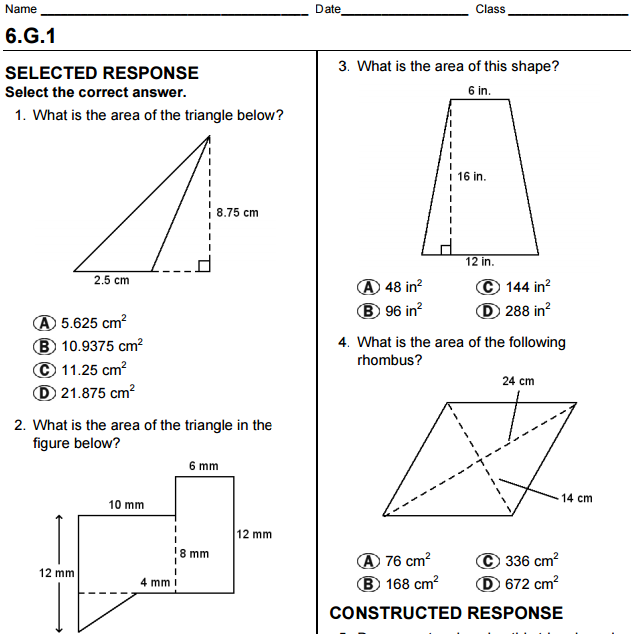 Name Date Class
6.G.1
SELECTED RESPONSE
Select the correct answer.
1. What is the area of the triangle below?
8.75 cm
2.5 cm
A 5.625 cm²
B 10.9375 cm²
C 11.25 cm²
D 21.875 cm²
2. What is the area of the triangle in the
figure below?
6 mm
10 mm
12 mm
8 mm
12 mm
4 mm
3. What is the area of this shape?
6 in.
16 in.
12 in.
A 48 in² C 144 in²
B 96 in² D 288 in²
4. What is the area of the following
rhombus?
24 cm
14 cm
A 76 cm² C 336 cm²
B 168 cm² D 672 cm²
CONSTRUCTED RESPONSE